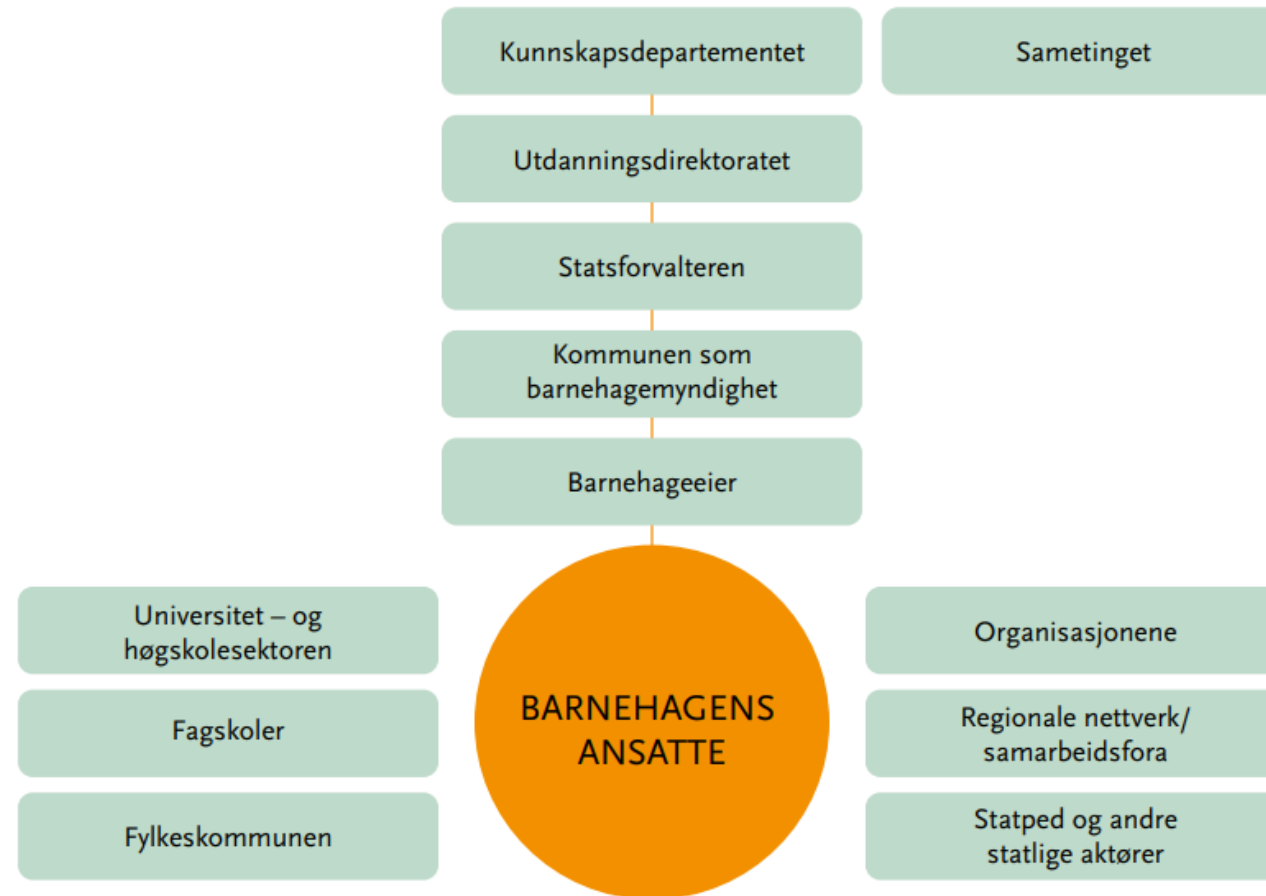 Kunnskapsdepartementet
Sametinget
Utdanningsdirektoratet
Statsforvalteren
Kommunen som
barnehagemyndighet
Barnehageeier
Universitet – og
høgskolesektoren
Fagskoler
Fylkeskommunen
BARNEHAGENS
ANSATTE
Organisasjonene
Regionale nettverk/
samarbeidsfora
Statped og andre
statlige aktører